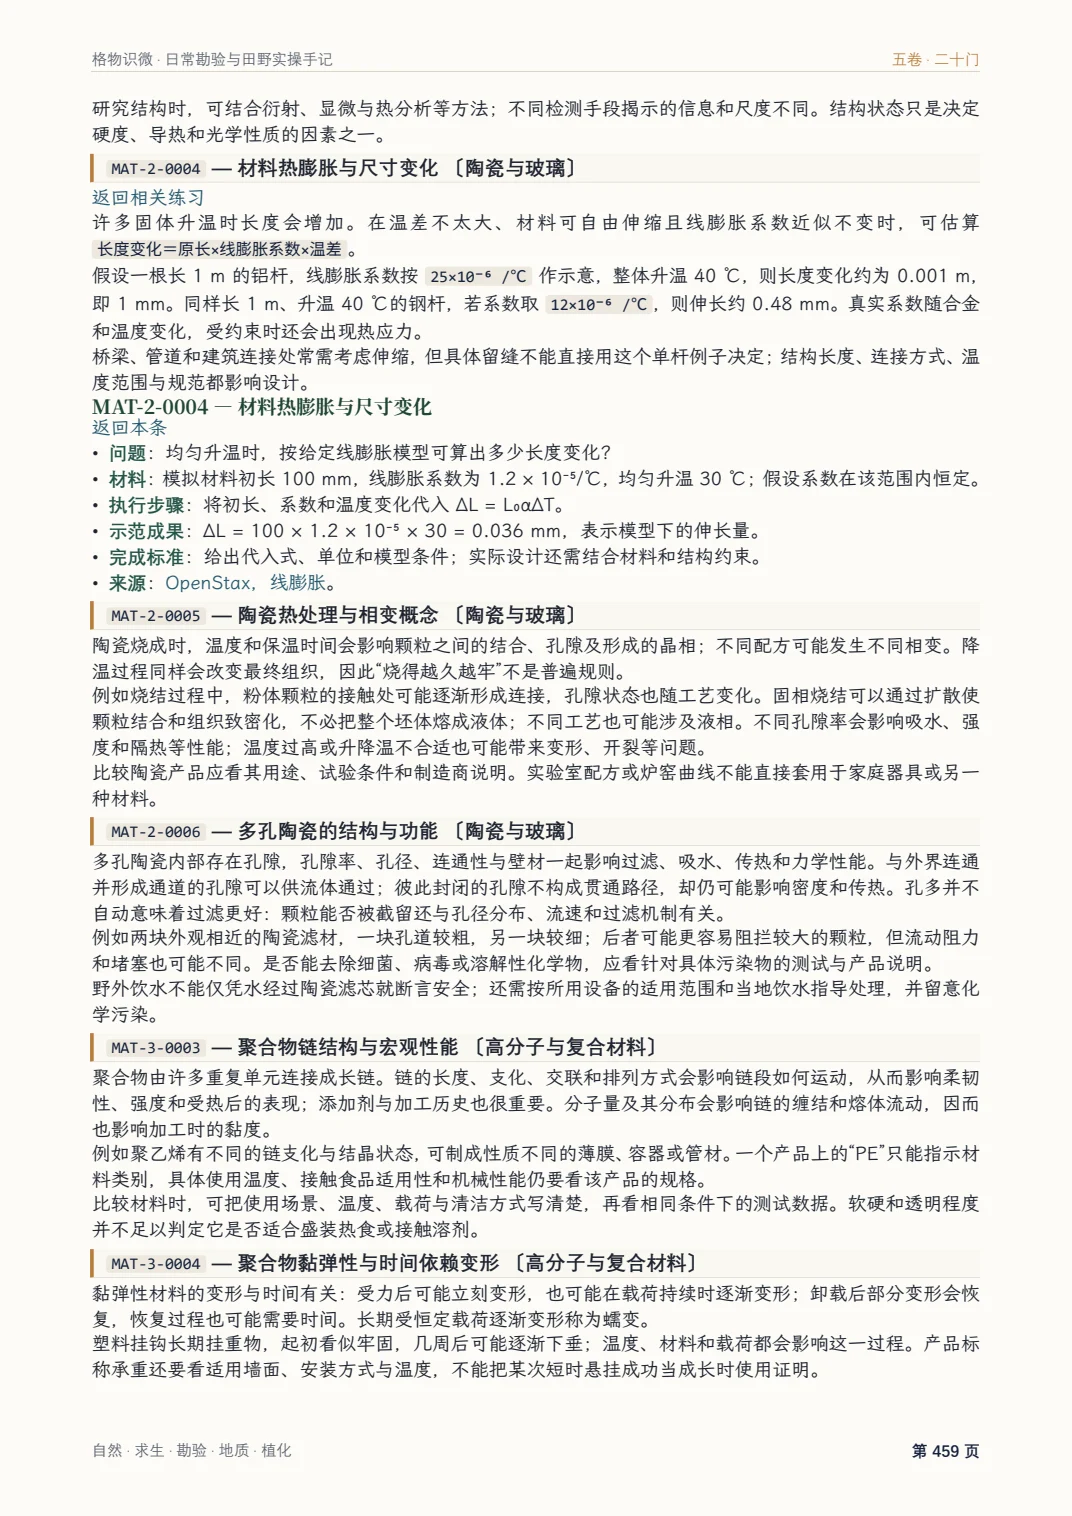 格物识微 · 日常勘验与田野实操手记
五卷 · 二十门
研究结构时，可结合衍射、显微与热分析等方法；不同检测手段揭示的信息和尺度不同。结构状态只是决定
硬度、导热和光学性质的因素之一。
MAT-2-0004 — 材料热膨胀与尺寸变化 〔陶瓷与玻璃〕
返回相关练习
许多固体升温时长度会增加。在温差不太大、材料可自由伸缩且线膨胀系数近似不变时，可估算
长度变化＝原长×线膨胀系数×温差。
假设一根长 1 m 的铝杆，线膨胀系数按 25×10⁻⁶ /℃ 作示意，整体升温 40 ℃，则长度变化约为 0.001 m，
即 1 mm。同样长 1 m、升温 40 ℃的钢杆，若系数取 12×10⁻⁶ /℃，则伸长约 0.48 mm。真实系数随合金
和温度变化，受约束时还会出现热应力。
桥梁、管道和建筑连接处常需考虑伸缩，但具体留缝不能直接用这个单杆例子决定；结构长度、连接方式、温
度范围与规范都影响设计。
MAT-2-0004 — 材料热膨胀与尺寸变化
返回本条
• 问题：均匀升温时，按给定线膨胀模型可算出多少长度变化？
• 材料：模拟材料初长 100 mm，线膨胀系数为 1.2 × 10⁻⁵/℃，均匀升温 30 ℃；假设系数在该范围内恒定。
• 执行步骤：将初长、系数和温度变化代入 ΔL = L₀αΔT。
• 示范成果：ΔL = 100 × 1.2 × 10⁻⁵ × 30 = 0.036 mm，表示模型下的伸长量。
• 完成标准：给出代入式、单位和模型条件；实际设计还需结合材料和结构约束。
• 来源：OpenStax，线膨胀。
MAT-2-0005 — 陶瓷热处理与相变概念 〔陶瓷与玻璃〕
陶瓷烧成时，温度和保温时间会影响颗粒之间的结合、孔隙及形成的晶相；不同配方可能发生不同相变。降
温过程同样会改变最终组织，因此“烧得越久越牢”不是普遍规则。
例如烧结过程中，粉体颗粒的接触处可能逐渐形成连接，孔隙状态也随工艺变化。固相烧结可以通过扩散使
颗粒结合和组织致密化，不必把整个坯体熔成液体；不同工艺也可能涉及液相。不同孔隙率会影响吸水、强
度和隔热等性能；温度过高或升降温不合适也可能带来变形、开裂等问题。
比较陶瓷产品应看其用途、试验条件和制造商说明。实验室配方或炉窑曲线不能直接套用于家庭器具或另一
种材料。
MAT-2-0006 — 多孔陶瓷的结构与功能 〔陶瓷与玻璃〕
多孔陶瓷内部存在孔隙，孔隙率、孔径、连通性与壁材一起影响过滤、吸水、传热和力学性能。与外界连通
并形成通道的孔隙可以供流体通过；彼此封闭的孔隙不构成贯通路径，却仍可能影响密度和传热。孔多并不
自动意味着过滤更好：颗粒能否被截留还与孔径分布、流速和过滤机制有关。
例如两块外观相近的陶瓷滤材，一块孔道较粗，另一块较细；后者可能更容易阻拦较大的颗粒，但流动阻力
和堵塞也可能不同。是否能去除细菌、病毒或溶解性化学物，应看针对具体污染物的测试与产品说明。
野外饮水不能仅凭水经过陶瓷滤芯就断言安全；还需按所用设备的适用范围和当地饮水指导处理，并留意化
学污染。
MAT-3-0003 — 聚合物链结构与宏观性能 〔高分子与复合材料〕
聚合物由许多重复单元连接成长链。链的长度、支化、交联和排列方式会影响链段如何运动，从而影响柔韧
性、强度和受热后的表现；添加剂与加工历史也很重要。分子量及其分布会影响链的缠结和熔体流动，因而
也影响加工时的黏度。
例如聚乙烯有不同的链支化与结晶状态，可制成性质不同的薄膜、容器或管材。一个产品上的“PE”只能指示材
料类别，具体使用温度、接触食品适用性和机械性能仍要看该产品的规格。
比较材料时，可把使用场景、温度、载荷与清洁方式写清楚，再看相同条件下的测试数据。软硬和透明程度
并不足以判定它是否适合盛装热食或接触溶剂。
MAT-3-0004 — 聚合物黏弹性与时间依赖变形 〔高分子与复合材料〕
黏弹性材料的变形与时间有关：受力后可能立刻变形，也可能在载荷持续时逐渐变形；卸载后部分变形会恢
复，恢复过程也可能需要时间。长期受恒定载荷逐渐变形称为蠕变。
塑料挂钩长期挂重物，起初看似牢固，几周后可能逐渐下垂；温度、材料和载荷都会影响这一过程。产品标
称承重还要看适用墙面、安装方式与温度，不能把某次短时悬挂成功当成长时使用证明。
自然 · 求生 · 勘验 · 地质 · 植化
第 459 页